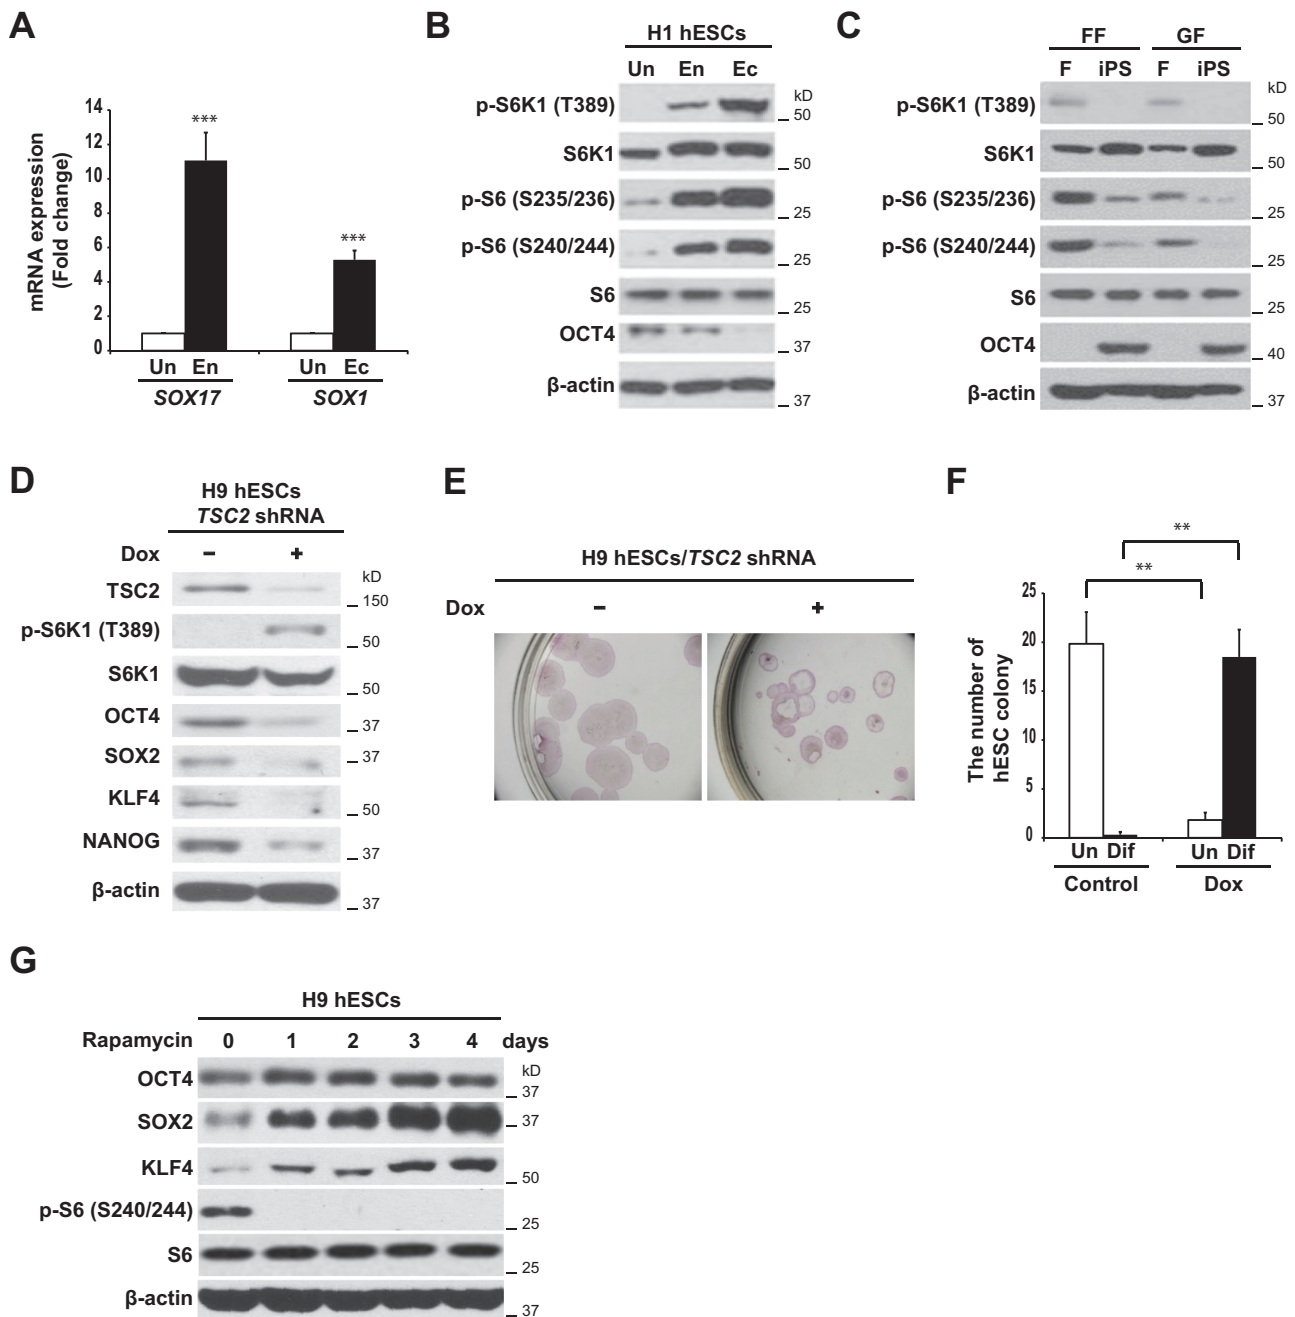 A
mRNA expression
(Fold change)
14
12
10
8
6
4
2
0
***
***
Un En Un Ec
SOX17 SOX1
B
H1 hESCs
Un En Ec
kD
p-S6K1 (T389) 50
S6K1 50
p-S6 (S235/236) 25
p-S6 (S240/244) 25
S6 25
OCT4 37
β-actin 37
C
FF GF
F iPS F iPS
kD
p-S6K1 (T389) 50
S6K1 50
p-S6 (S235/236) 25
p-S6 (S240/244) 25
S6 25
OCT4 40
β-actin 37
D
H9 hESCs
TSC2 shRNA
Dox − +
kD
TSC2 150
p-S6K1 (T389) 50
S6K1 50
OCT4 37
SOX2 37
KLF4 50
NANOG 37
β-actin 37
E
H9 hESCs/TSC2 shRNA
Dox − +
F
**
**
The number of
hESC colony
25
20
15
10
5
0
Un Dif Un Dif
Control Dox
G
H9 hESCs
Rapamycin 0 1 2 3 4 days
kD
OCT4 37
SOX2 37
KLF4 50
p-S6 (S240/244) 25
S6 25
β-actin 37